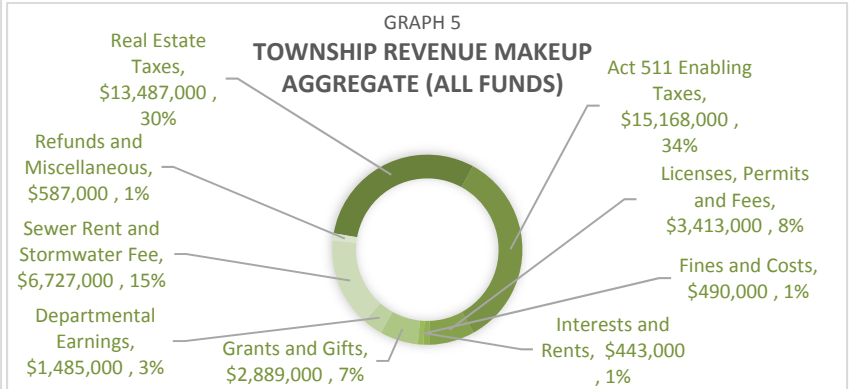 GRAPH 5
TOWNSHIP REVENUE MAKEUP
AGGREGATE (ALL FUNDS)
Real Estate
Taxes,
$13,487,000 ,
30%
Act 511 Enabling
Taxes,
$15,168,000 ,
34%
Licenses, Permits
and Fees,
$3,413,000 , 8%
Fines and Costs,
$490,000 , 1%
Interests and
Rents, $443,000
, 1%
Grants and Gifts,
$2,889,000 , 7%
Departmental
Earnings,
$1,485,000 , 3%
Sewer Rent and
Stormwater Fee,
$6,727,000 , 15%
Refunds and
Miscellaneous,
$587,000 , 1%